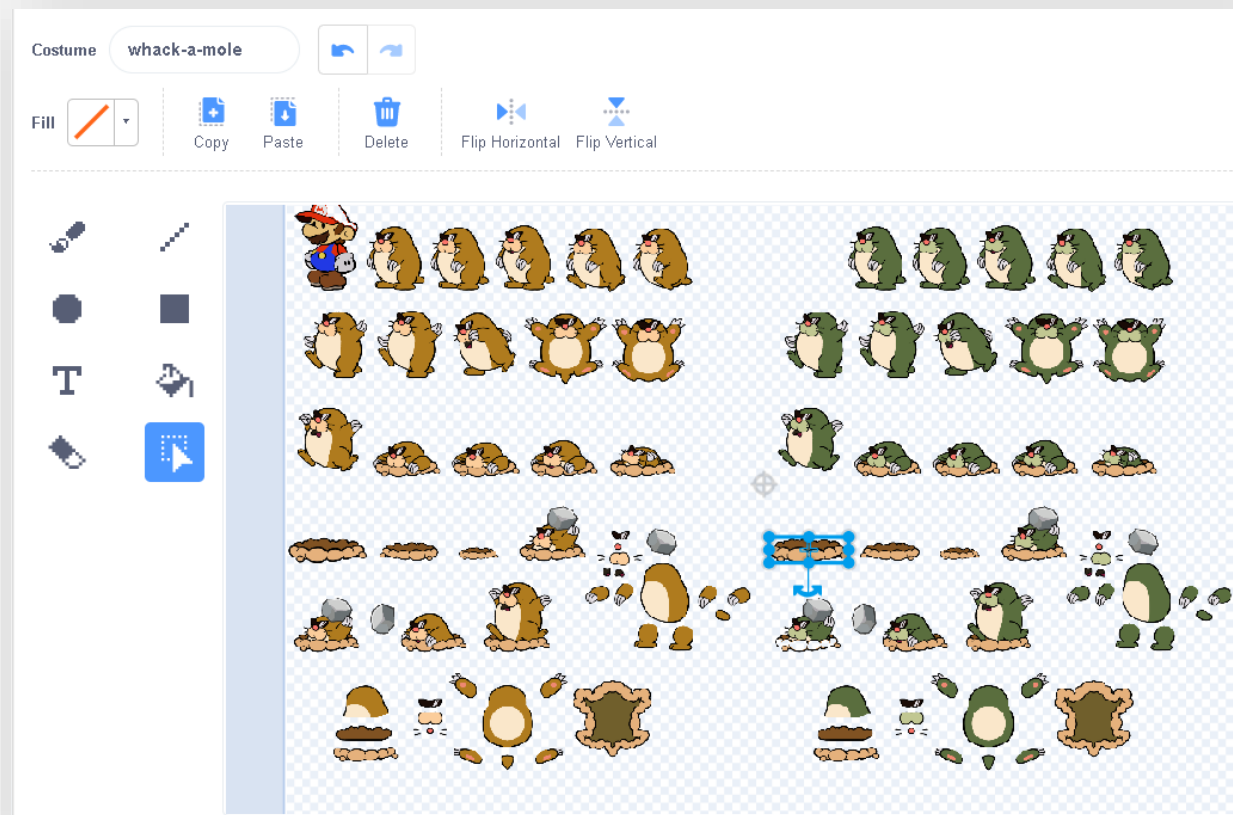 Costume
whack-a-mole
Fill
Copy
Paste
Delete
Flip Horizontal
Flip Vertical
T
M